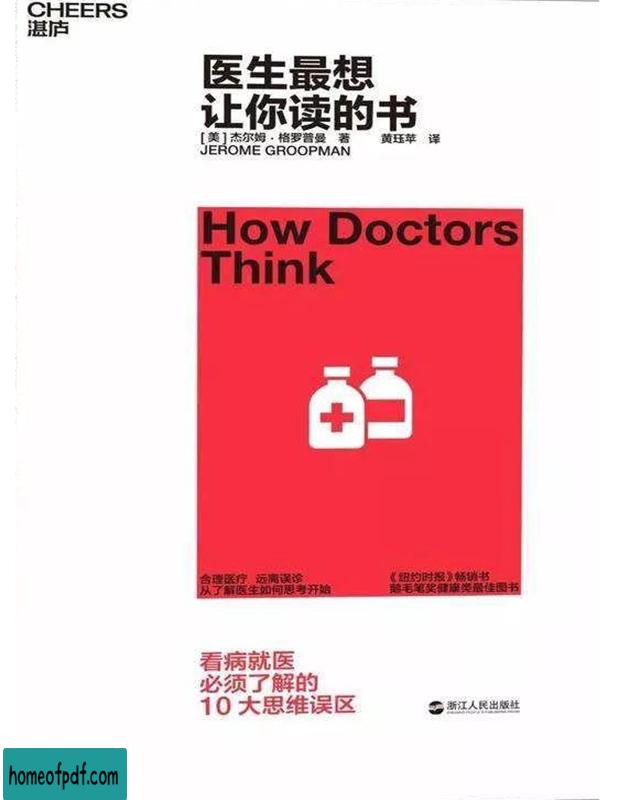 CHEERS
湛庐
医生最想
让你读的书
[美]杰尔姆·格罗普曼 著 黄珏苹 译
JEROME GROOPMAN
How Doctors
Think
合理医疗 远离误诊
从了解医生如何思考开始
《纽约时报》畅销书
鹅毛笔奖健康类最佳图书
看病就医
必须了解的
10大思维误区
浙江人民出版社
homeofpdf.com